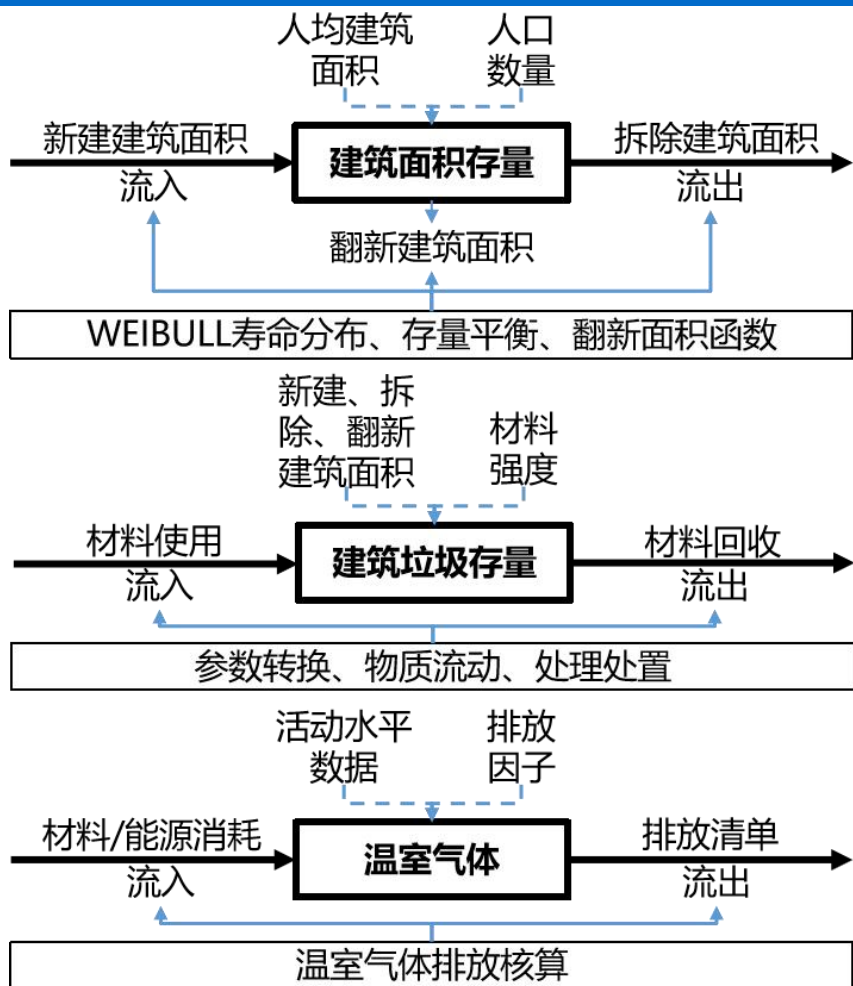 人均建筑
面积
人口
数量
新建建筑面积
流入
建筑面积存量
拆除建筑面积
流出
翻新建筑面积
WEIBULL寿命分布、存量平衡、翻新面积函数
新建、拆
除、翻新
建筑面积
材料
强度
材料使用
流入
建筑垃圾存量
材料回收
流出
参数转换、物质流动、处理处置
活动水平
数据
排放
因子
材料/能源消耗
流入
温室气体
排放清单
流出
温室气体排放核算